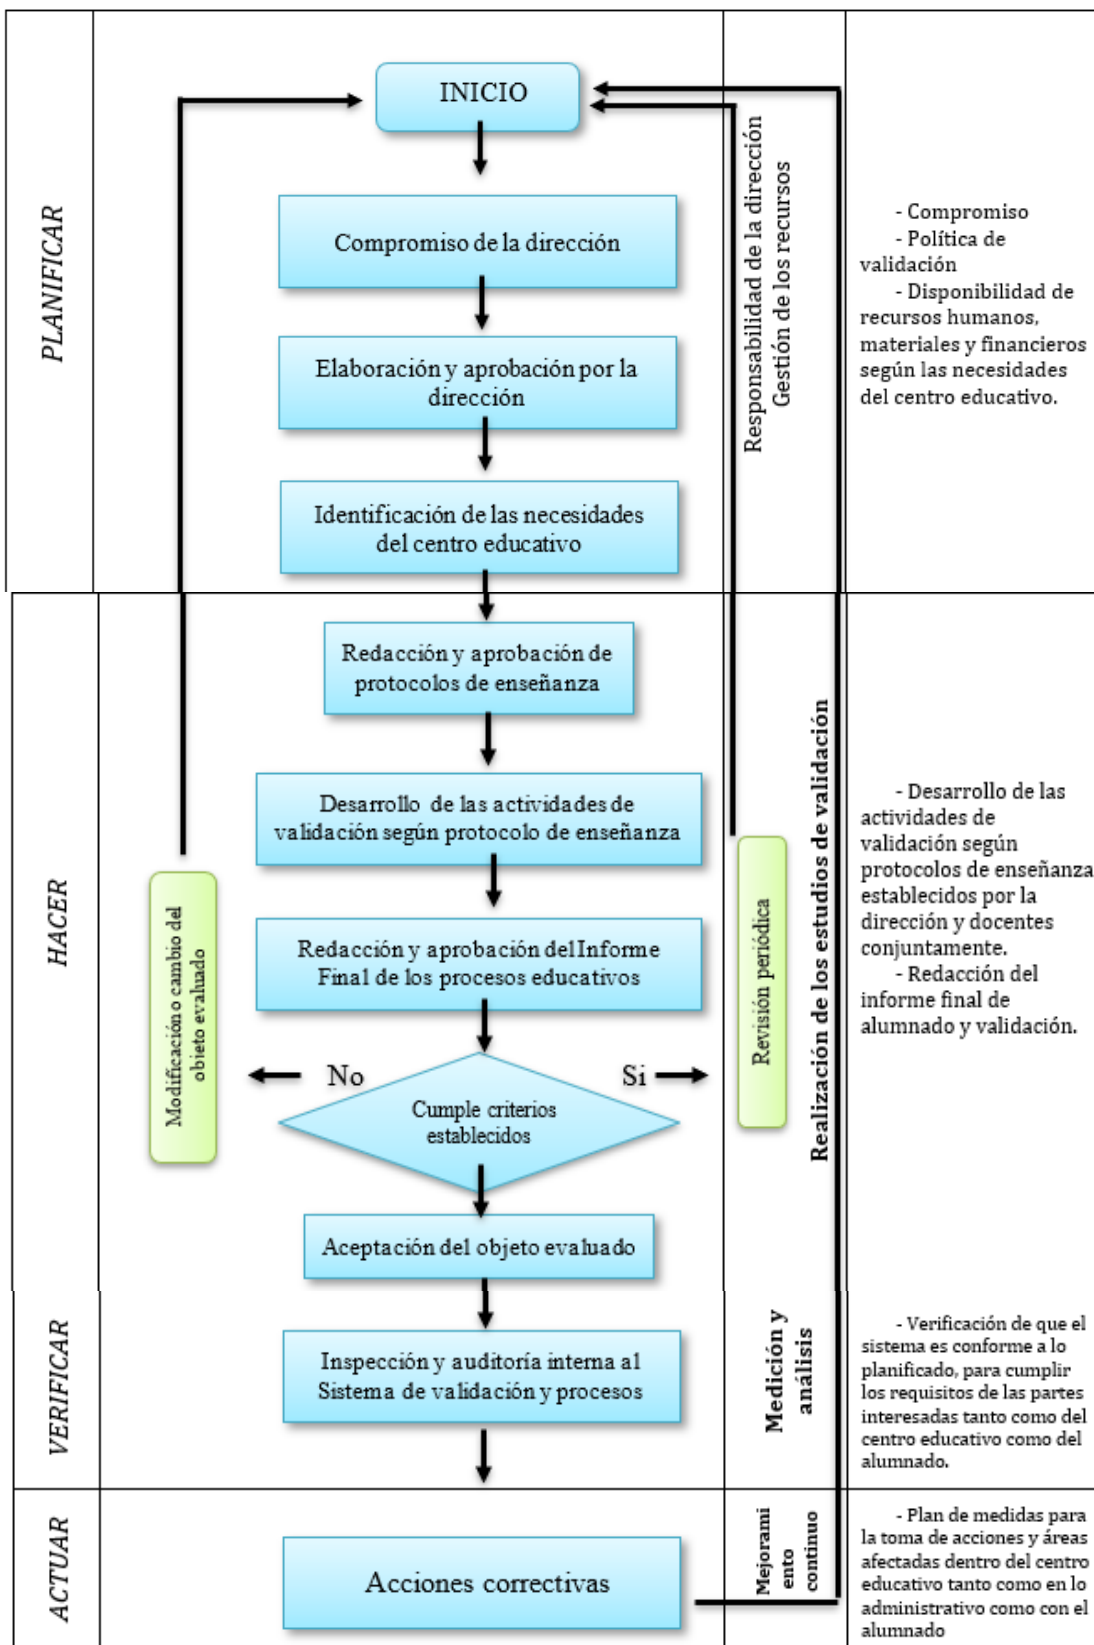 PLANIFICAR
INICIO
Compromiso de la dirección
Elaboración y aprobación por la
dirección
Identificación de las necesidades
del centro educativo
Responsabilidad de la dirección
Gestión de los recursos
- Compromiso
- Política de
validación
- Disponibilidad de
recursos humanos,
materiales y financieros
según las necesidades
del centro educativo.
HACER
Redacción y aprobación de
protocolos de enseñanza
Desarrollo de las actividades de
validación según protocolo de enseñanza
Redacción y aprobación del Informe
Final de los procesos educativos
No
Si
Cumple criterios
establecidos
Aceptación del objeto evaluado
Modificación o cambio del
objeto evaluado
Revisión periódica
Realización de los estudios de validación
- Desarrollo de las
actividades de
validación según
protocolos de enseñanza
establecidos por la
dirección y docentes
conjuntamente.
- Redacción del
informe final de
alumnado y validación.
VERIFICAR
Inspección y auditoría interna al
Sistema de validación y procesos
Medición y
análisis
- Verificación de que el
sistema es conforme a lo
planificado, para cumplir
los requisitos de las partes
interesadas tanto como del
centro educativo como del
alumnado.
ACTUAR
Acciones correctivas
Mejorami
ento
continuo
- Plan de medidas para
la toma de acciones y áreas
afectadas dentro del centro
educativo tanto como en lo
administrativo como con el
alumnado